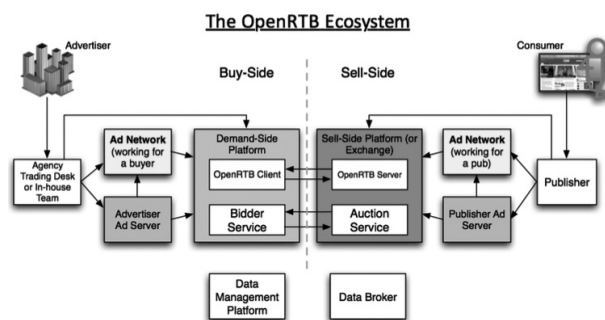 The OpenRTB Ecosystem
Advertiser
Consumer
Buy-Side
Sell-Side
Agency
Trading Desk
or In-house
Team
Ad Network
(working for
a buyer)
Advertiser
Ad Server
Demand-Side
Platform
OpenRTB Client
Bidder
Service
Sell-Side Platform (or
Exchange)
OpenRTB Server
Auction
Service
Ad Network
(working for
a pub)
Publisher Ad
Server
Publisher
Data
Management
Platform
Data Broker